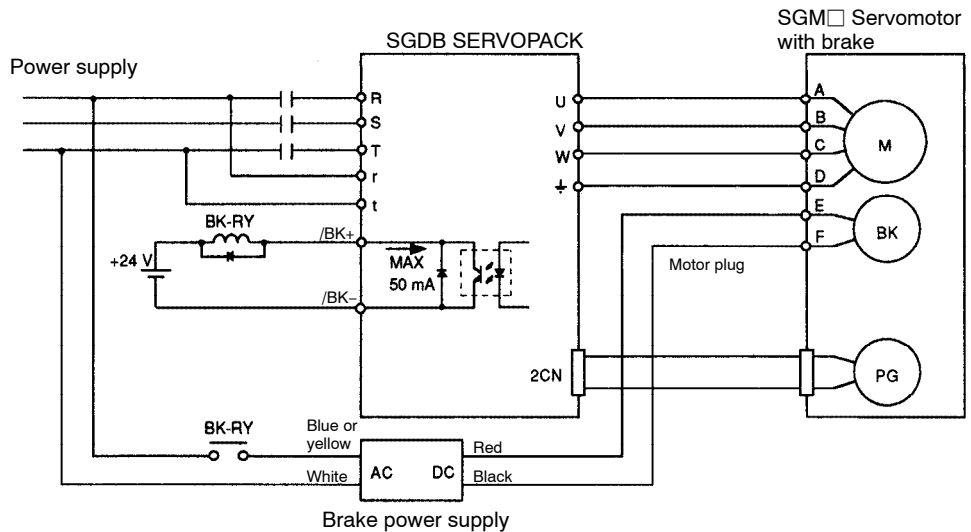 SGM□ Servomotor
with brake
SGDB SERVOPACK
Power supply
R
S
T
r
t
U
V
W
A
B
C
D
E
F
M
BK
BK-RY
/BK+
+24 V
MAX
50 mA
/BK−
Motor plug
2CN
PG
BK-RY
Blue or
yellow
White
AC
DC
Red
Black
Brake power supply